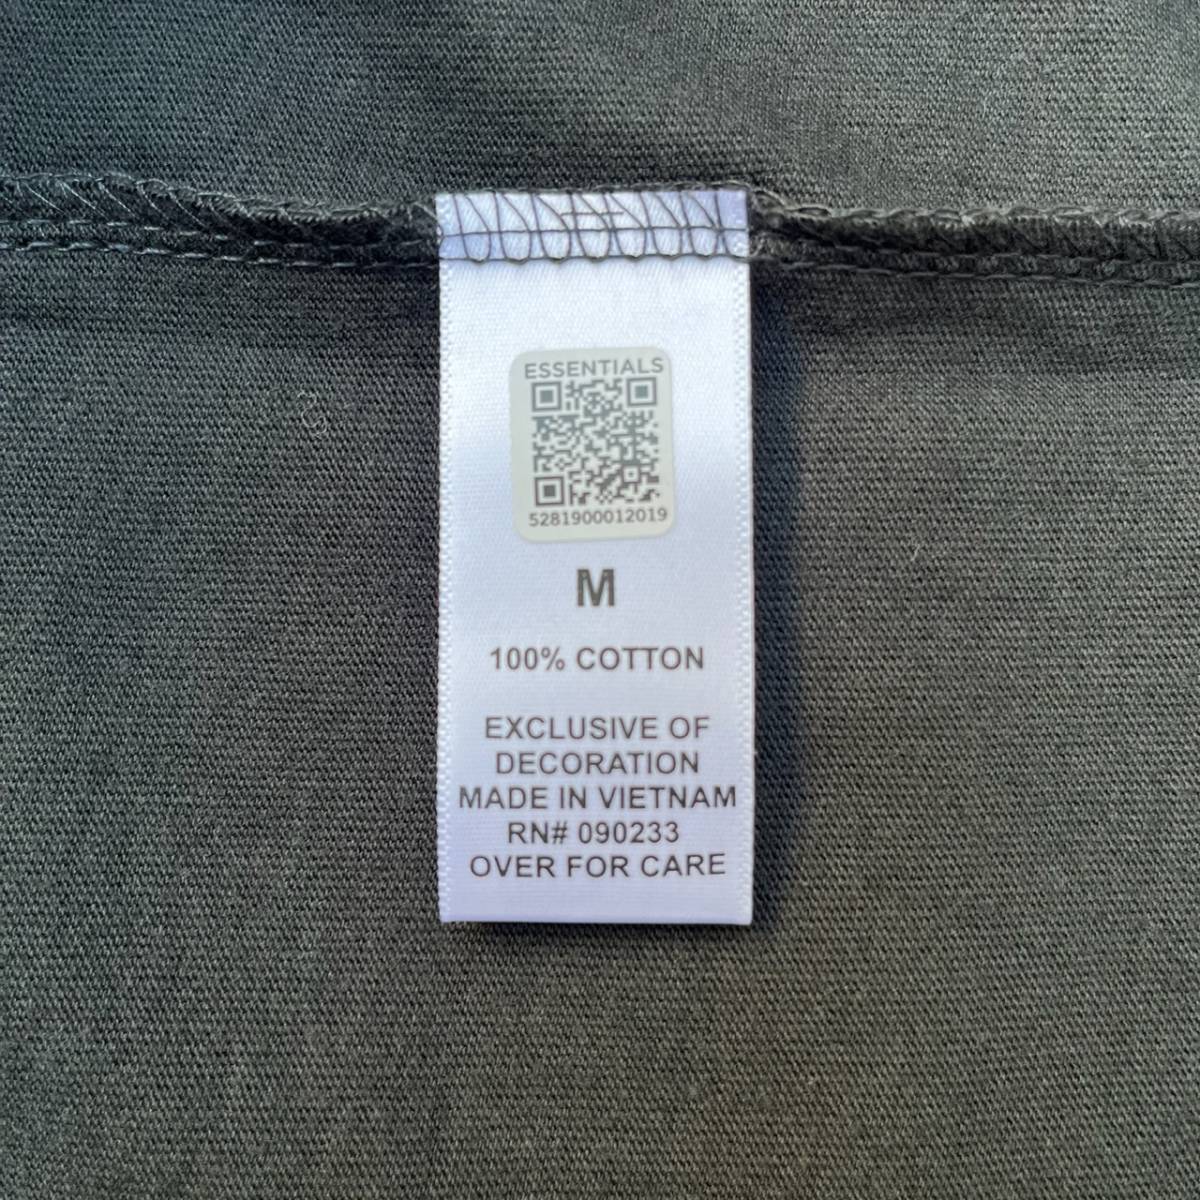 ESSENTIALS
5281900012019
M
100% COTTON
EXCLUSIVE OF
DECORATION
MADE IN VIETNAM
RN# 090233
OVER FOR CARE